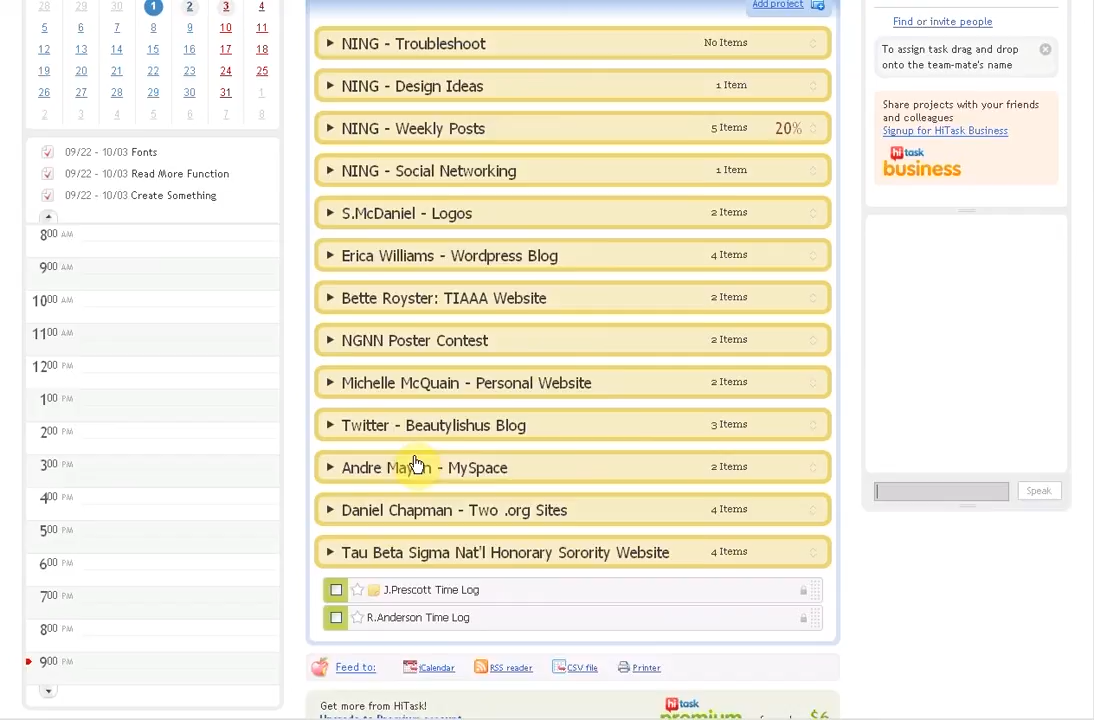 28 29 30 1 2 3 4
5 6 7 8 9 10 11
12 13 14 15 16 17 18
19 20 21 22 23 24 25
26 27 28 29 30 31 1
2 3 4 5 6 7 8
09/22 - 10/03 Fonts
09/22 - 10/03 Read More Function
09/22 - 10/03 Create Something
8:00 AM
9:00 AM
10:00 AM
11:00 AM
12:00 PM
1:00 PM
2:00 PM
3:00 PM
4:00 PM
5:00 PM
6:00 PM
7:00 PM
8:00 PM
9:00 PM
Add project
NING - Troubleshoot No Items
NING - Design Ideas 1 Item
NING - Weekly Posts 5 Items 20%
NING - Social Networking 1 Item
S.McDaniel - Logos 2 Items
Erica Williams - Wordpress Blog 4 Items
Bette Royster: TIAAA Website 2 Items
NGNN Poster Contest 2 Items
Michelle McQuain - Personal Website 2 Items
Twitter - Beautylishus Blog 3 Items
Andre - MySpace 2 Items
Daniel Chapman - Two .org Sites 4 Items
Tau Beta Sigma Nat'l Honorary Sorority Website 4 Items
J.Prescott Time Log
R.Anderson Time Log
Feed to: iCalendar RSS reader CSV file Printer
Get more from HiTask!
Upgrade to Premium account
hi task
premium
$6
Find or invite people
To assign task drag and drop
onto the team-mate's name
Share projects with your friends
and colleagues
Signup for HiTask Business
hi task
business
Speak